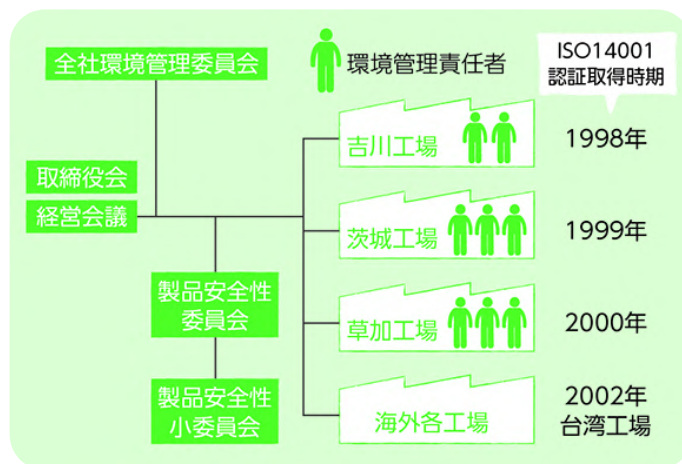 全社環境管理委員会
環境管理責任者
ISO14001
認証取得時期
吉川工場
1998年
取締役会
経営会議
茨城工場
1999年
製品安全性
委員会
草加工場
2000年
製品安全性
小委員会
海外各工場
2002年
台湾工場